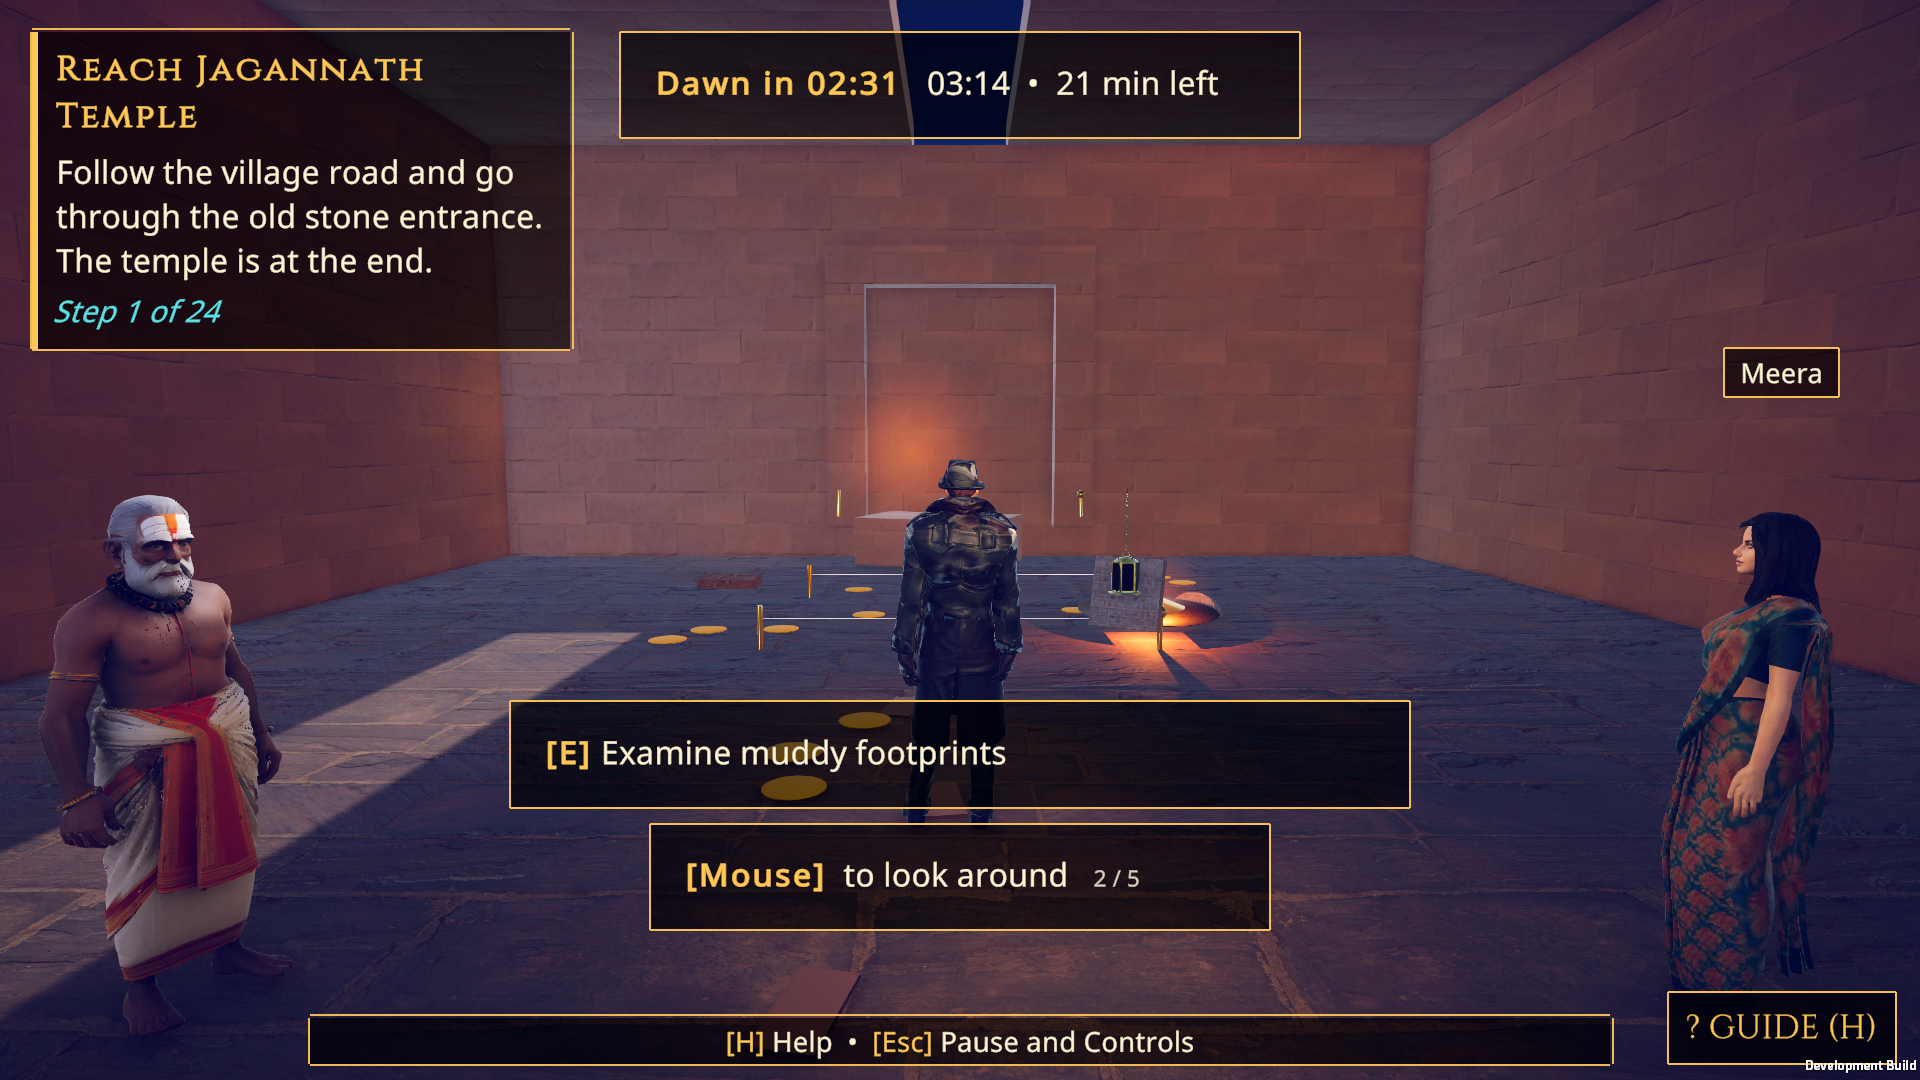 REACH JAGANNATH
TEMPLE
Follow the village road and go
through the old stone entrance.
The temple is at the end.
Step 1 of 24
Dawn in 02:31 03:14 • 21 min left
Meera
[E] Examine muddy footprints
[Mouse] to look around 2 / 5
[H] Help • [Esc] Pause and Controls
? GUIDE (H)
Development Build